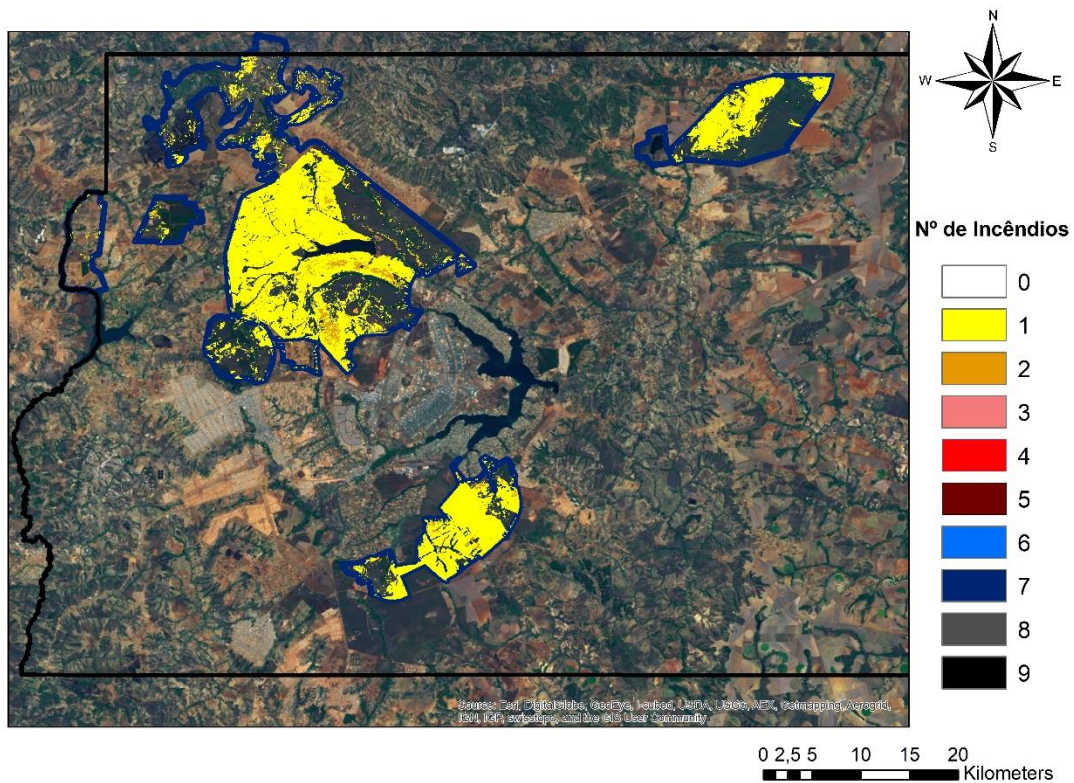 N
W E
S
Nº de Incêndios
0
1
2
3
4
5
6
7
8
9
Source: Esri, DigitalGlobe, GeoEye, i-cubed, USDA, USGS, AEX, Getmapping, Aerogrid,
IGN, IGP, swisstopo, and the GIS User Community
0 2,5 5 10 15 20
Kilometers